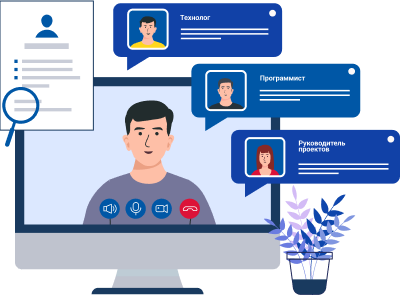 Технолог
Программист
Руководитель
проектов